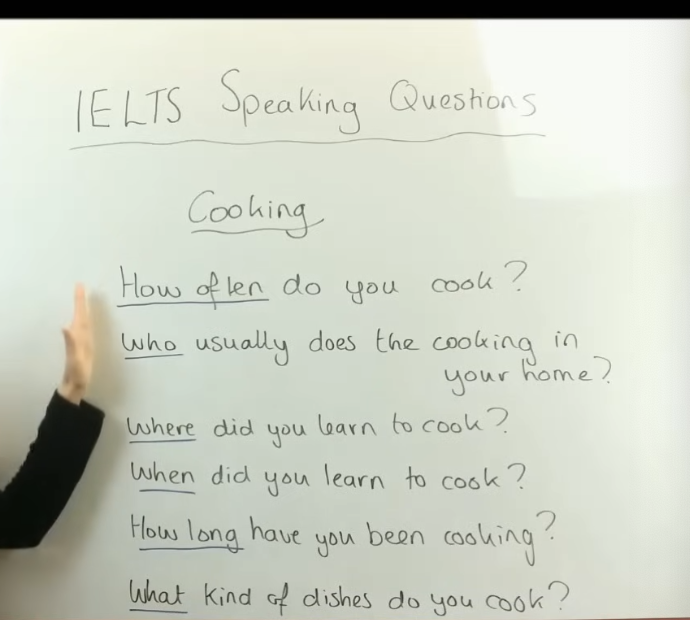 IELTS Speaking Questions
Cooking
How often do you cook?
Who usually does the cooking in
your home?
Where did you learn to cook?
When did you learn to cook?
How long have you been cooking?
What kind of dishes do you cook?